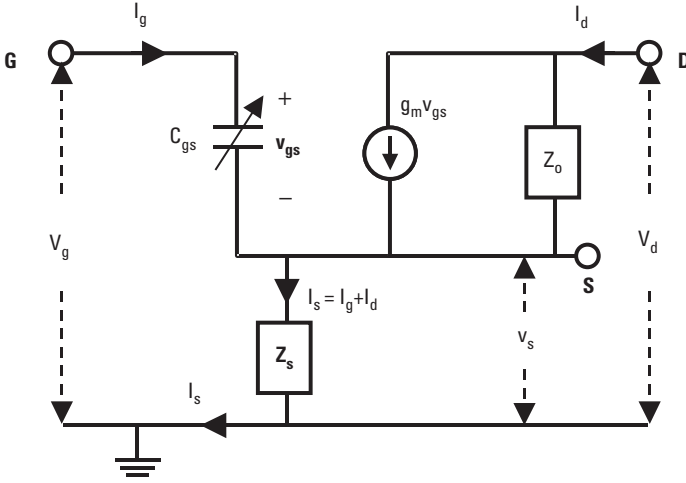 I_g
I_d
G
D
+
g_m v_gs
C_gs
v_gs
Z_o
−
V_g
V_d
S
I_s = I_g+I_d
v_s
Z_s
I_s